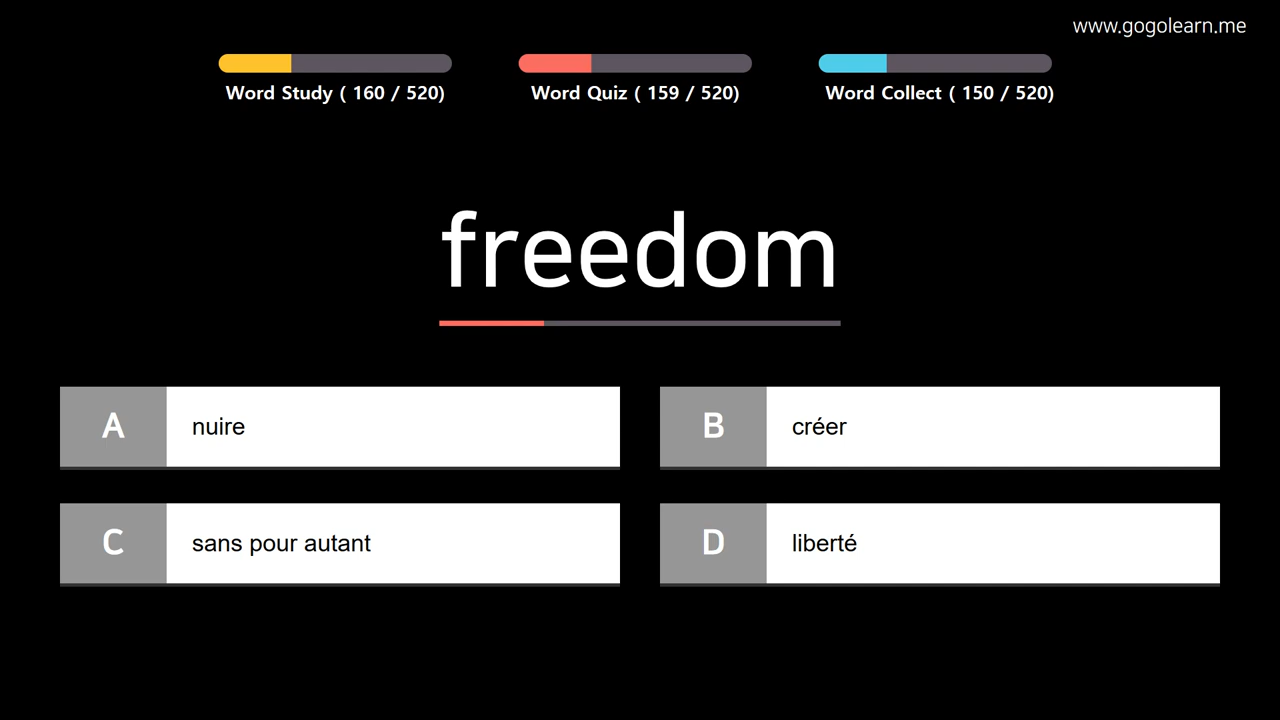 www.gogolearn.me
Word Study ( 160 / 520)
Word Quiz ( 159 / 520)
Word Collect ( 150 / 520)
freedom
A nuire
B créer
C sans pour autant
D liberté